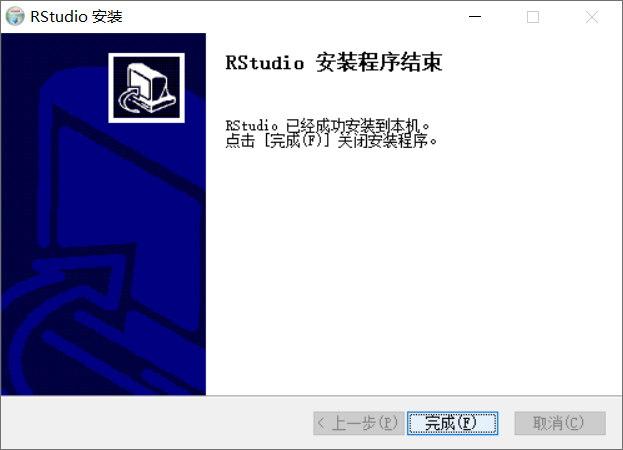 RStudio 安装
RStudio 安装程序结束
RStudio 已经成功安装到本机。
点击 [完成(F)] 关闭安装程序。
< 上一步(P)
完成(F)
取消(C)